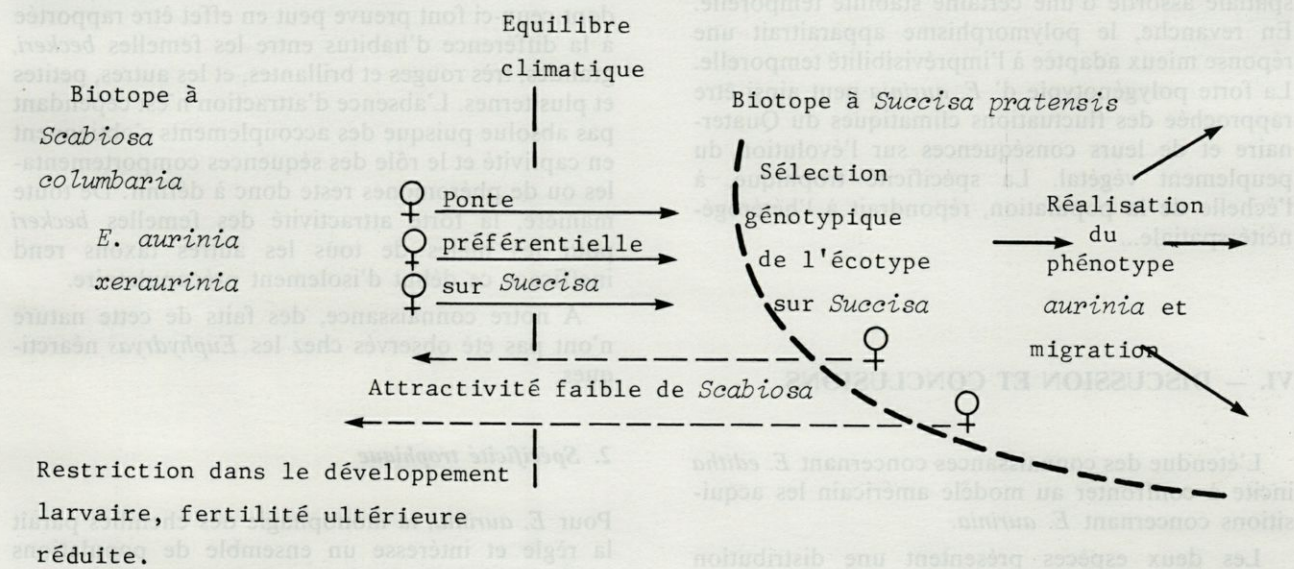 Equilibre
climatique
Biotope à
Scabiosa
columbaria
E. aurinia
xeraurinia
♀ ponte
♀ préférentielle
♀ sur Succisa
Biotope à Succisa pratensis
Sélection
génotypique
de l'écotype
sur Succisa
Réalisation
du
phénotype
aurinia et
migration
♀
Attractivité faible de Scabiosa
♀
Restriction dans le développement
larvaire, fertilité ultérieure
réduite.